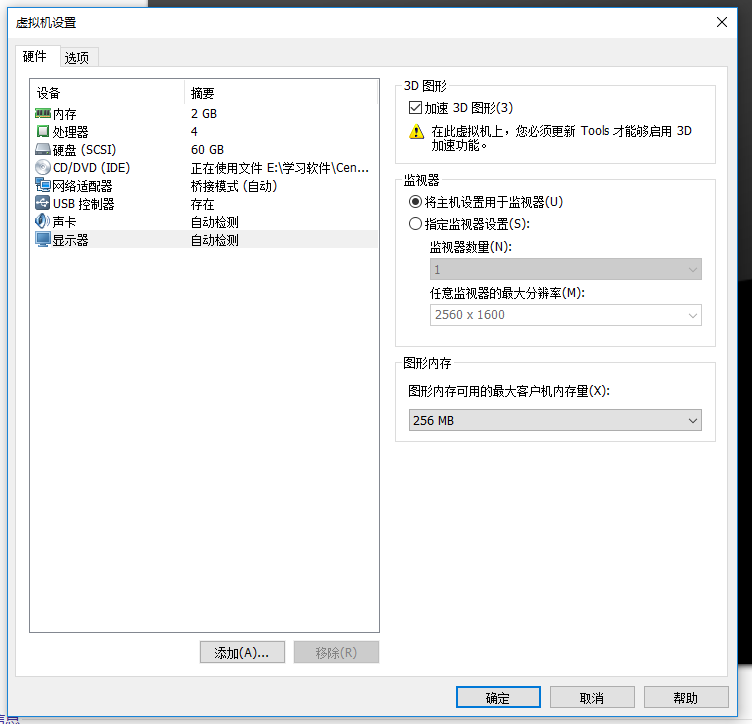 虚拟机设置
硬件 选项
设备 摘要
内存 2 GB
处理器 4
硬盘 (SCSI) 60 GB
CD/DVD (IDE) 正在使用文件 E:\学习软件\Cen...
网络适配器 桥接模式 (自动)
USB 控制器 存在
声卡 自动检测
显示器 自动检测
添加(A)... 移除(R)
3D 图形
加速 3D 图形(3)
在此虚拟机上，您必须更新 Tools 才能够启用 3D
加速功能。
监视器
将主机设置用于监视器(U)
指定监视器设置(S):
监视器数量(N):
1
任意监视器的最大分辨率(M):
2560 x 1600
图形内存
图形内存可用的最大客户机内存量(X):
256 MB
确定 取消 帮助